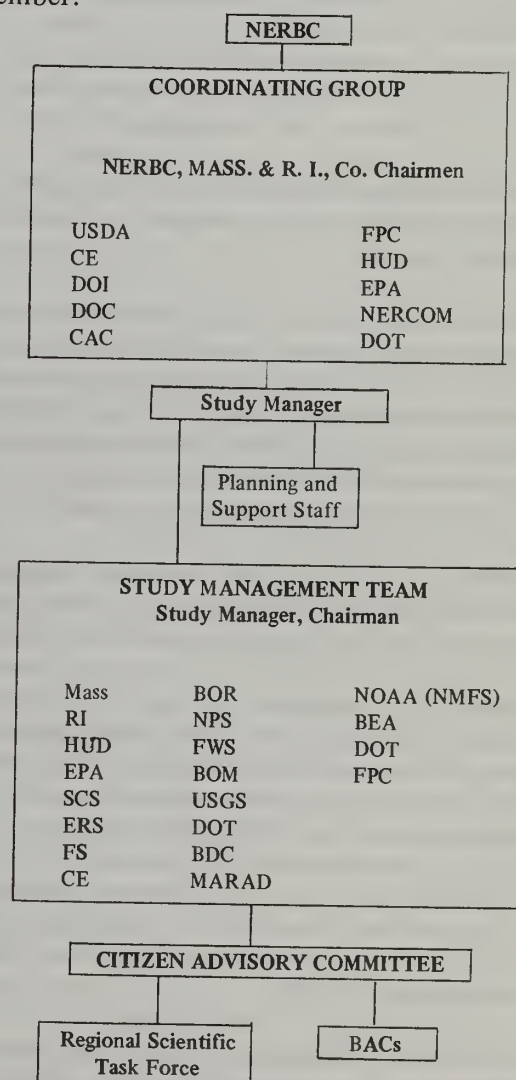 ember.
NERBC
COORDINATING GROUP
NERBC, MASS. & R. I., Co. Chairmen
USDA FPC
CE HUD
DOI EPA
DOC NERCOM
CAC DOT
Study Manager
Planning and
Support Staff
STUDY MANAGEMENT TEAM
Study Manager, Chairman
Mass BOR NOAA (NMFS)
RI NPS BEA
HUD FWS DOT
EPA BOM FPC
SCS USGS
ERS DOT
FS BDC
CE MARAD
CITIZEN ADVISORY COMMITTEE
Regional Scientific
Task Force
BACs